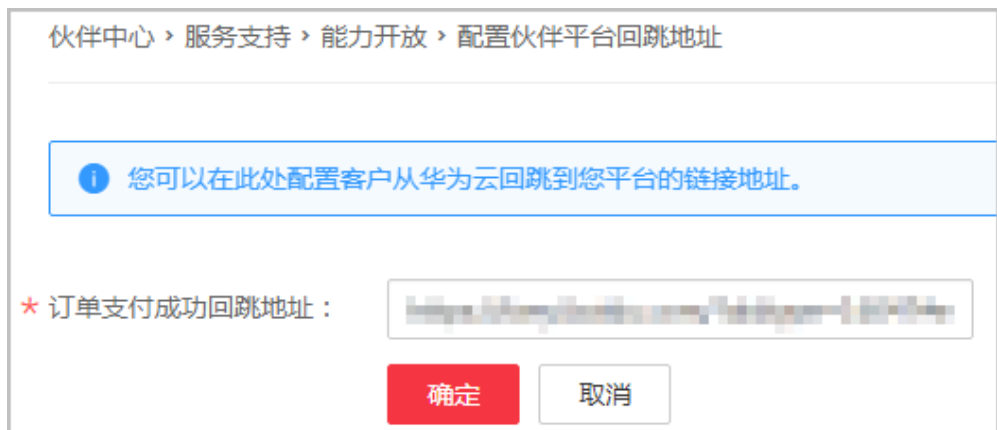 伙伴中心 › 服务支持 › 能力开放 › 配置伙伴平台回跳地址
您可以在此处配置客户从华为云回跳到您平台的链接地址。
* 订单支付成功回跳地址：
确定 取消